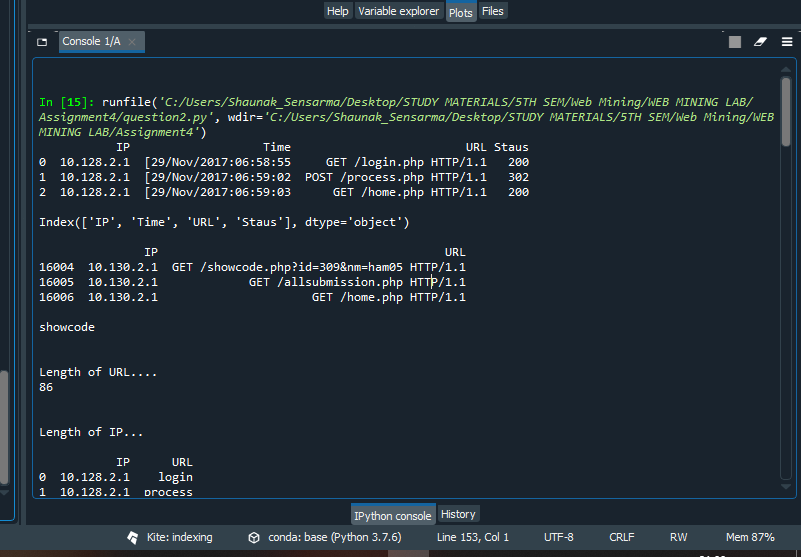 Help Variable explorer Plots Files
Console 1/A
In [15]: runfile('C:/Users/Shaunak_Sensarma/Desktop/STUDY MATERIALS/5TH SEM/Web Mining/WEB MINING LAB/
Assignment4/question2.py', wdir='C:/Users/Shaunak_Sensarma/Desktop/STUDY MATERIALS/5TH SEM/Web Mining/WEB
MINING LAB/Assignment4')
IP Time URL Staus
0 10.128.2.1 [29/Nov/2017:06:58:55 GET /login.php HTTP/1.1 200
1 10.128.2.1 [29/Nov/2017:06:59:02 POST /process.php HTTP/1.1 302
2 10.128.2.1 [29/Nov/2017:06:59:03 GET /home.php HTTP/1.1 200
Index(['IP', 'Time', 'URL', 'Staus'], dtype='object')
IP URL
16004 10.130.2.1 GET /showcode.php?id=309&nm=ham05 HTTP/1.1
16005 10.130.2.1 GET /allsubmission.php HTTP/1.1
16006 10.130.2.1 GET /home.php HTTP/1.1
showcode
Length of URL....
86
Length of IP...
IP URL
0 10.128.2.1 login
1 10.128.2.1 process
IPython console History
Kite: indexing conda: base (Python 3.7.6) Line 153, Col 1 UTF-8 CRLF RW Mem 87%